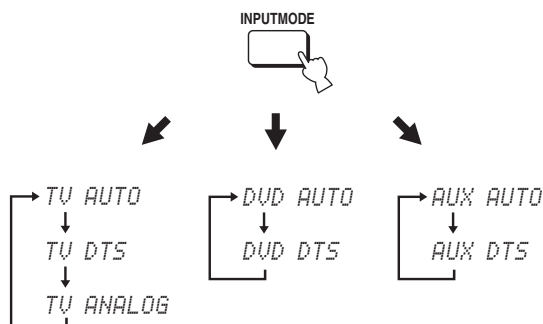 INPUTMODE
TV AUTO
TV DTS
TV ANALOG
DVD AUTO
DVD DTS
AUX AUTO
AUX DTS